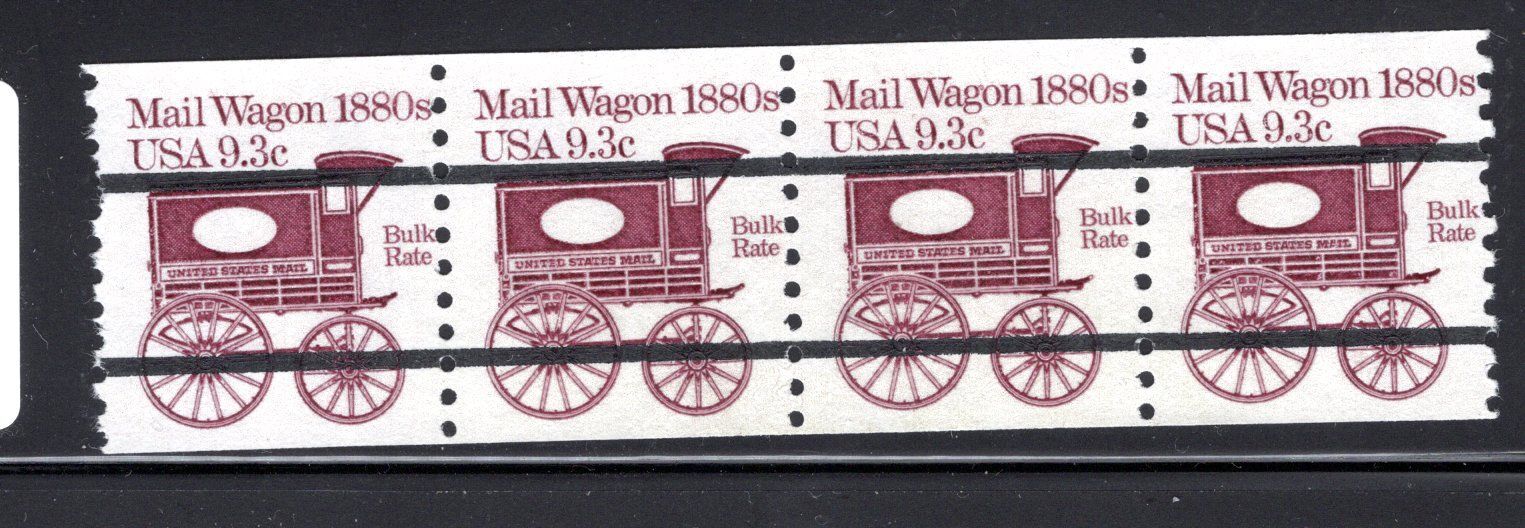 Mail Wagon 1880s
USA 9.3c
Bulk
Rate
UNITED STATES MAIL
Mail Wagon 1880s
USA 9.3c
Bulk
Rate
UNITED STATES MAIL
Mail Wagon 1880s
USA 9.3c
Bulk
Rate
UNITED STATES MAIL
Mail Wagon 1880s
USA 9.3c
Bulk
Rate
UNITED STATES MAIL